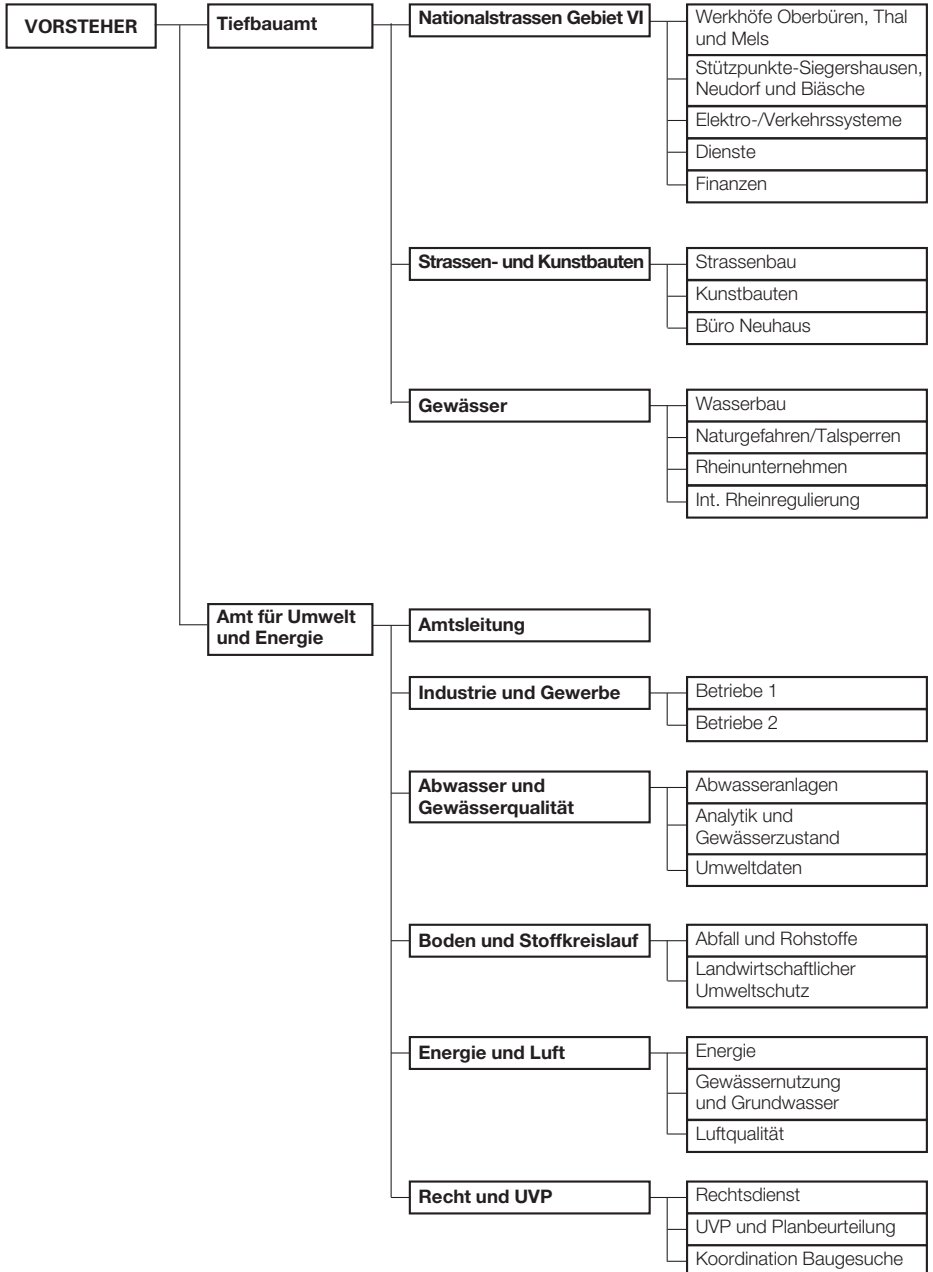 VORSTEHER
Tiefbauamt
Nationalstrassen Gebiet VI
Werkhöfe Oberbüren, Thal
und Mels
Stützpunkte-Siegershausen,
Neudorf und Biäsche
Elektro-/Verkehrssysteme
Dienste
Finanzen
Strassen- und Kunstbauten
Strassenbau
Kunstbauten
Büro Neuhaus
Gewässer
Wasserbau
Naturgefahren/Talsperren
Rheinunternehmen
Int. Rheinregulierung
Amt für Umwelt
und Energie
Amtsleitung
Industrie und Gewerbe
Betriebe 1
Betriebe 2
Abwasser und
Gewässerqualität
Abwasseranlagen
Analytik und
Gewässerzustand
Umweltdaten
Boden und Stoffkreislauf
Abfall und Rohstoffe
Landwirtschaftlicher
Umweltschutz
Energie und Luft
Energie
Gewässernutzung
und Grundwasser
Luftqualität
Recht und UVP
Rechtsdienst
UVP und Planbeurteilung
Koordination Baugesuche